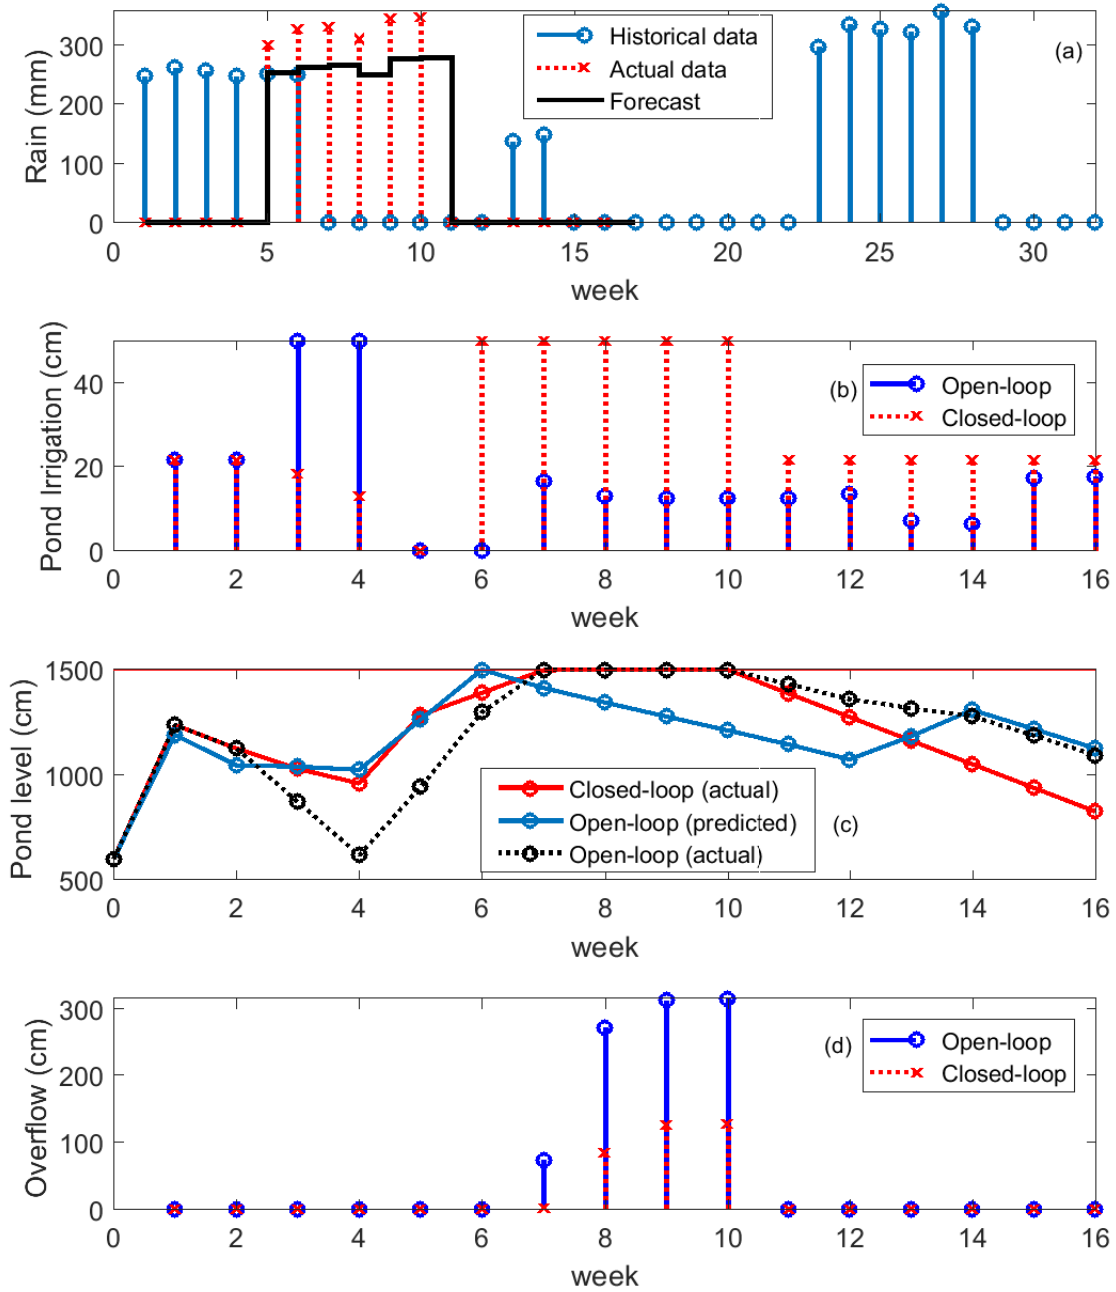 300
200
100
0
Rain (mm)
Historical data
Actual data
Forecast
(a)
0 5 10 15 20 25 30
week
40
20
0
Pond Irrigation (cm)
(b)
Open-loop
Closed-loop
0 2 4 6 8 10 12 14 16
week
1500
1000
500
Pond level (cm)
Closed-loop (actual)
Open-loop (predicted)
Open-loop (actual)
(c)
0 2 4 6 8 10 12 14 16
week
300
200
100
0
Overflow (cm)
(d)
Open-loop
Closed-loop
0 2 4 6 8 10 12 14 16
week